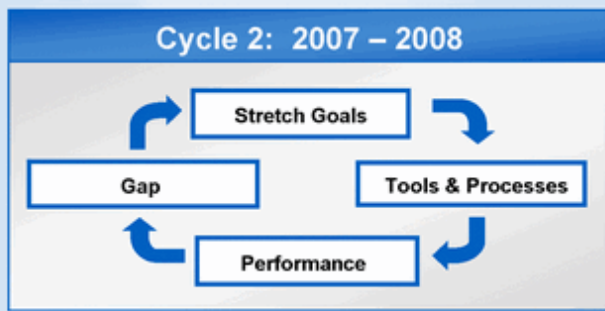 Cycle 2: 2007 – 2008
Stretch Goals
Gap
Tools & Processes
Performance